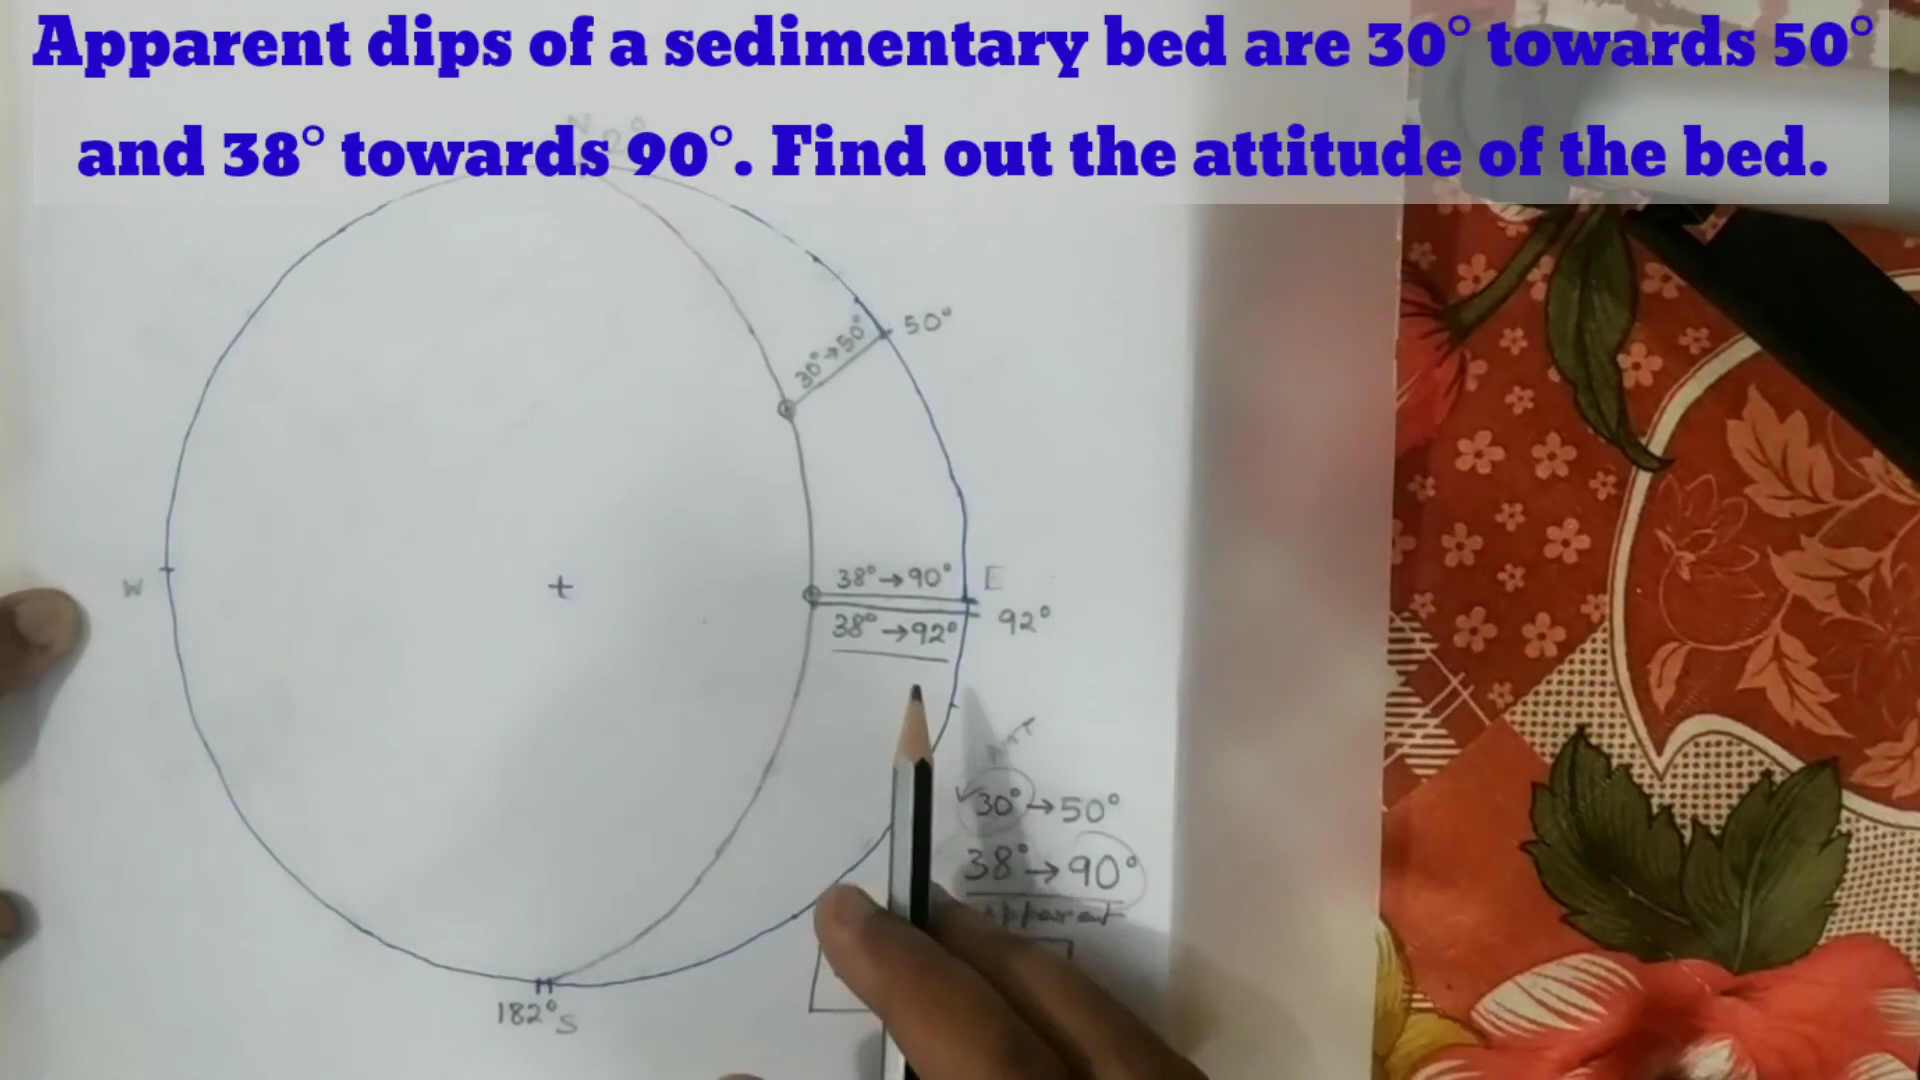 Apparent dips of a sedimentary bed are 30° towards 50°
and 38° towards 90°. Find out the attitude of the bed.
N
50°
30°→50°
W
38°→90°
E
38°→92°
92°
30°→50°
38°→90°
apparent
182°
S